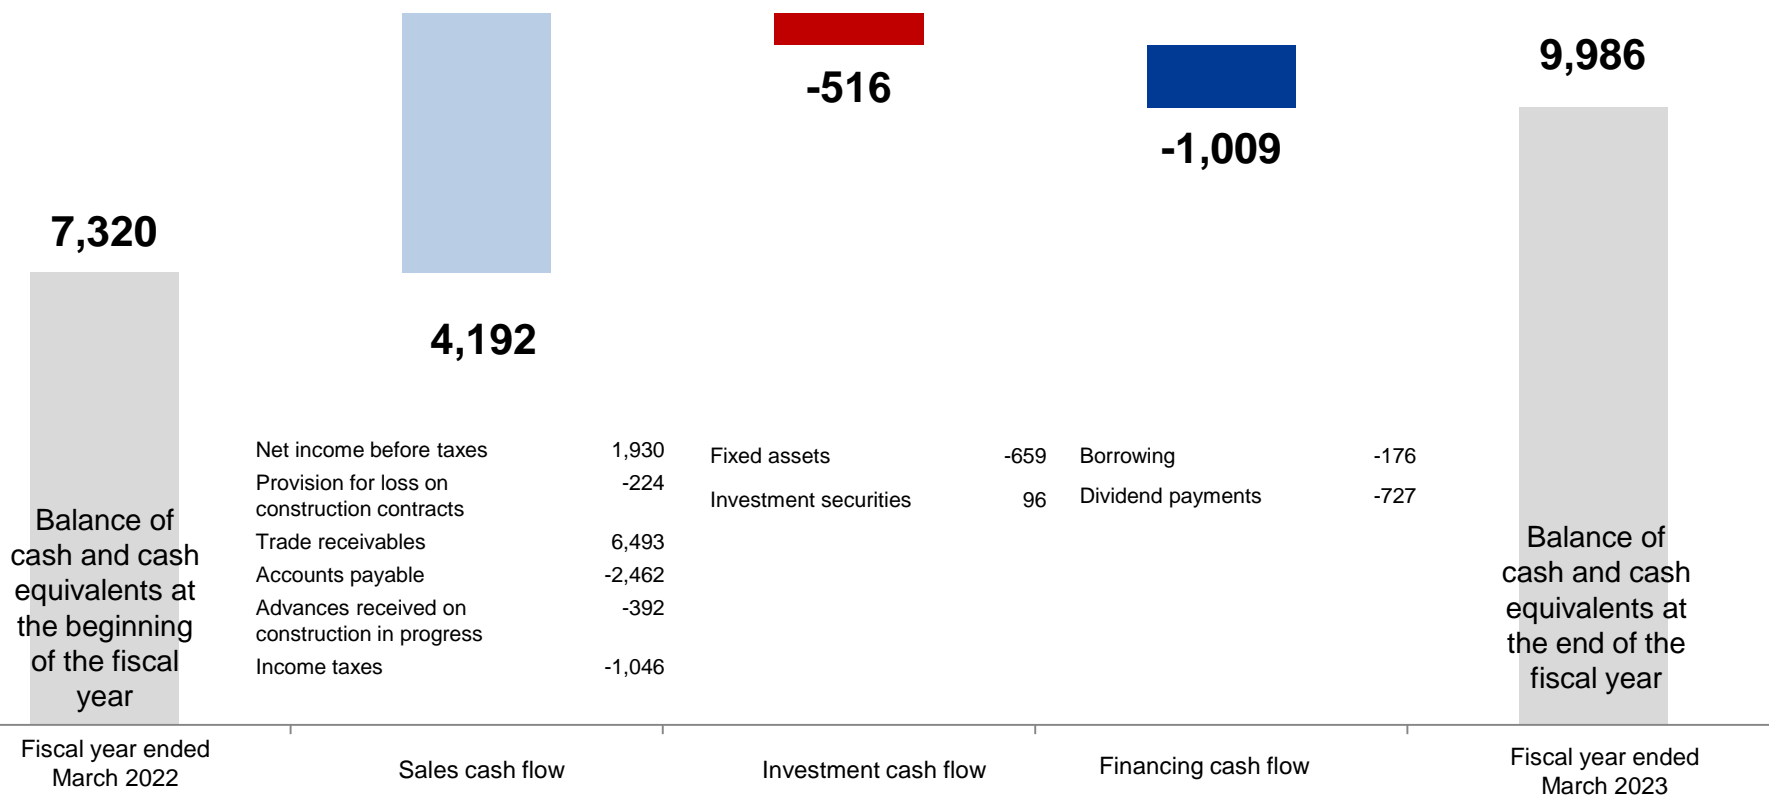 7,320
4,192
-516
-1,009
9,986
Balance of
cash and cash
equivalents at
the beginning
of the fiscal
year
Net income before taxes 1,930
Provision for loss on -224
construction contracts
Trade receivables 6,493
Accounts payable -2,462
Advances received on -392
construction in progress
Income taxes -1,046
Fixed assets -659
Investment securities 96
Borrowing -176
Dividend payments -727
Balance of
cash and cash
equivalents at
the end of the
fiscal year
Fiscal year ended
March 2022
Sales cash flow
Investment cash flow
Financing cash flow
Fiscal year ended
March 2023